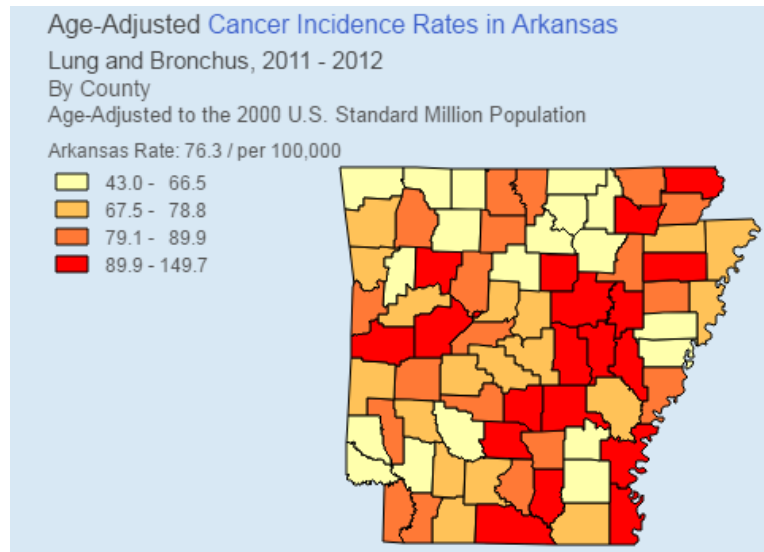 Age-Adjusted Cancer Incidence Rates in Arkansas
Lung and Bronchus, 2011 - 2012
By County
Age-Adjusted to the 2000 U.S. Standard Million Population
Arkansas Rate: 76.3 / per 100,000
43.0 - 66.5
67.5 - 78.8
79.1 - 89.9
89.9 - 149.7